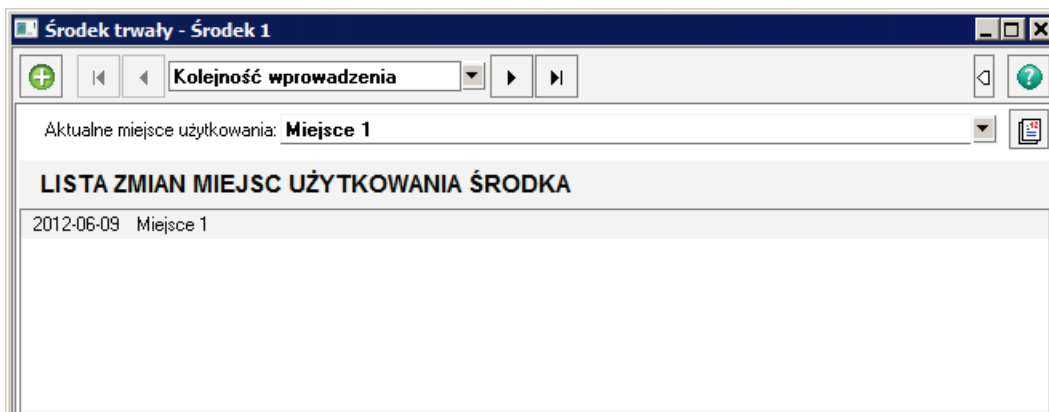 Środek trwały - Środek 1
Kolejność wprowadzenia
Aktualne miejsce użytkowania: Miejsce 1
LISTA ZMIAN MIEJSC UŻYTKOWANIA ŚRODKA
2012-06-09 Miejsce 1